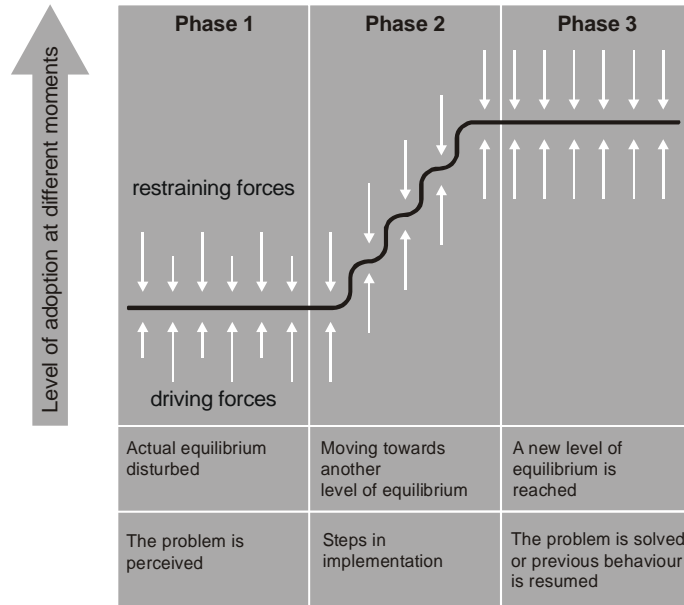 Level of adoption at different moments
Phase 1
Phase 2
Phase 3
restraining forces
driving forces
Actual equilibrium
disturbed
Moving towards
another
level of equilibrium
A new level of
equilibrium is
reached
The problem is
perceived
Steps in
implementation
The problem is solved
or previous behaviour
is resumed